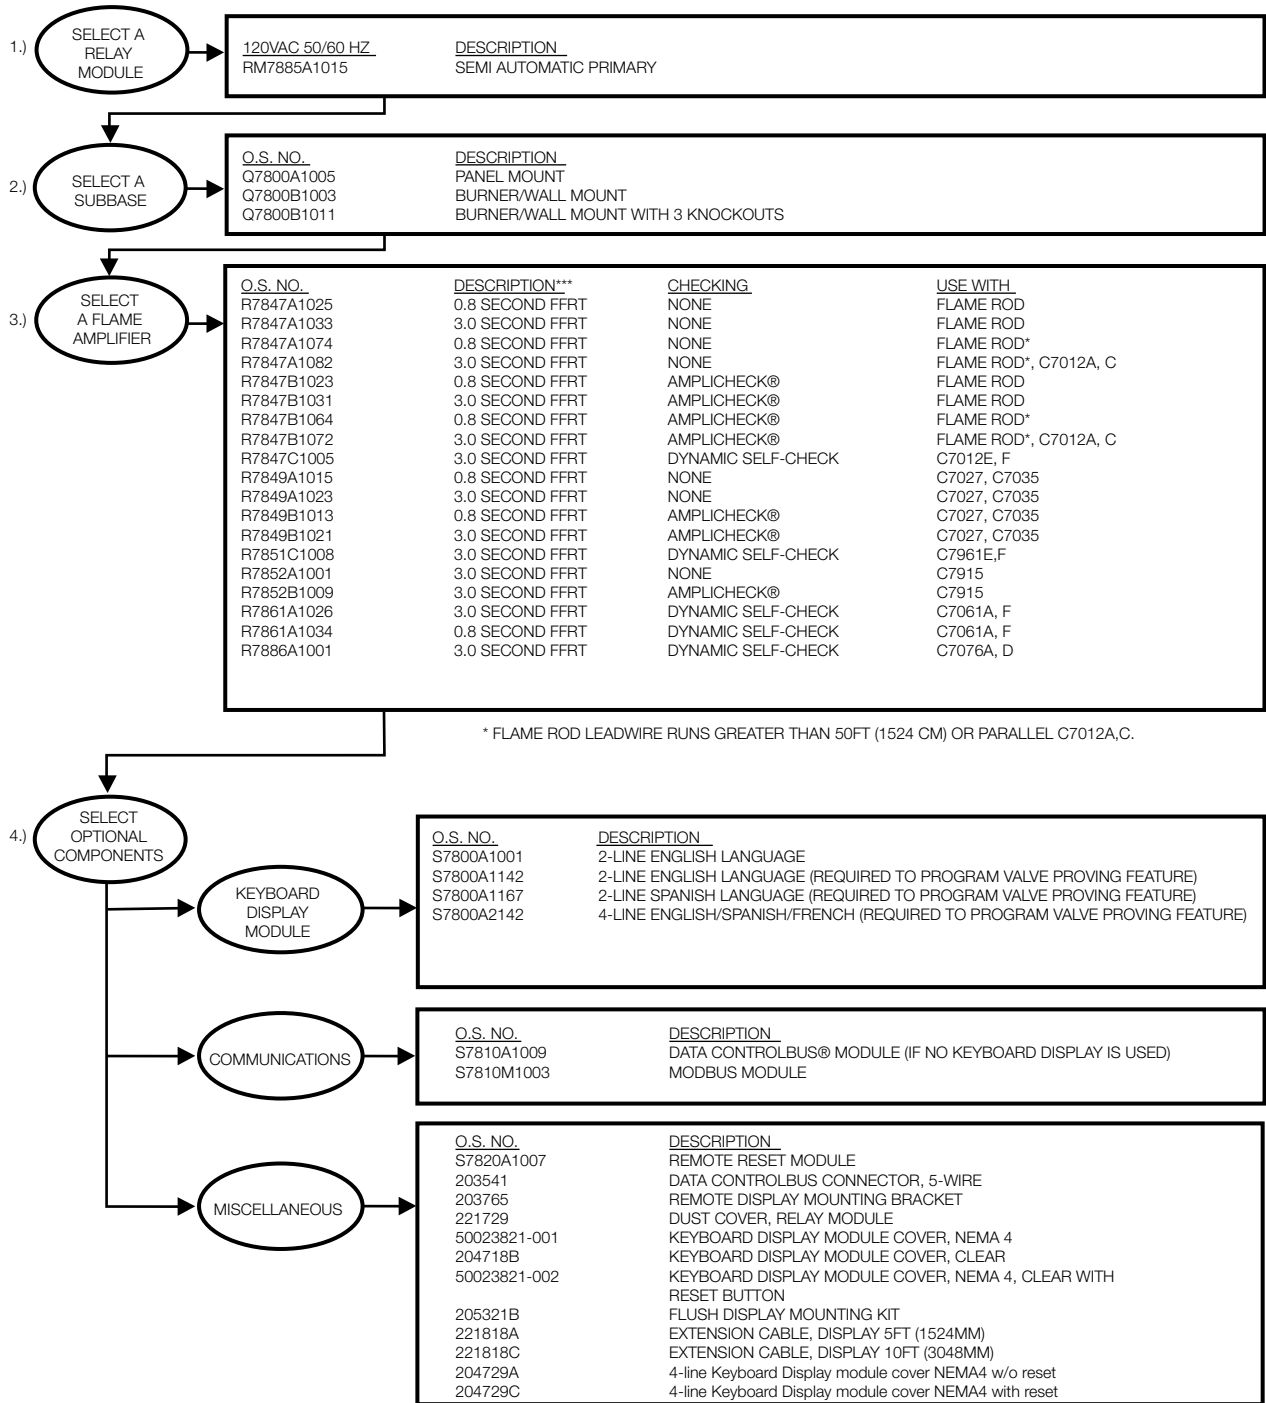 1.)
SELECT A
RELAY
MODULE
120VAC 50/60 HZ DESCRIPTION
RM7885A1015 SEMI AUTOMATIC PRIMARY
2.)
SELECT A
SUBBASE
O.S. NO. DESCRIPTION
Q7800A1005 PANEL MOUNT
Q7800B1003 BURNER/WALL MOUNT
Q7800B1011 BURNER/WALL MOUNT WITH 3 KNOCKOUTS
3.)
SELECT
A FLAME
AMPLIFIER
O.S. NO. DESCRIPTION*** CHECKING USE WITH
R7847A1025 0.8 SECOND FFRT NONE FLAME ROD
R7847A1033 3.0 SECOND FFRT NONE FLAME ROD
R7847A1074 0.8 SECOND FFRT NONE FLAME ROD*
R7847A1082 3.0 SECOND FFRT NONE FLAME ROD*, C7012A, C
R7847B1023 0.8 SECOND FFRT AMPLICHECK® FLAME ROD
R7847B1031 3.0 SECOND FFRT AMPLICHECK® FLAME ROD
R7847B1064 0.8 SECOND FFRT AMPLICHECK® FLAME ROD*
R7847B1072 3.0 SECOND FFRT AMPLICHECK® FLAME ROD*, C7012A, C
R7847C1005 3.0 SECOND FFRT DYNAMIC SELF-CHECK C7012E, F
R7849A1015 0.8 SECOND FFRT NONE C7027, C7035
R7849A1023 3.0 SECOND FFRT NONE C7027, C7035
R7849B1013 0.8 SECOND FFRT AMPLICHECK® C7027, C7035
R7849B1021 3.0 SECOND FFRT AMPLICHECK® C7027, C7035
R7851C1008 3.0 SECOND FFRT DYNAMIC SELF-CHECK C7961E,F
R7852A1001 3.0 SECOND FFRT NONE C7915
R7852B1009 3.0 SECOND FFRT AMPLICHECK® C7915
R7861A1026 3.0 SECOND FFRT DYNAMIC SELF-CHECK C7061A, F
R7861A1034 0.8 SECOND FFRT DYNAMIC SELF-CHECK C7061A, F
R7886A1001 3.0 SECOND FFRT DYNAMIC SELF-CHECK C7076A, D
* FLAME ROD LEADWIRE RUNS GREATER THAN 50FT (1524 CM) OR PARALLEL C7012A,C.
4.)
SELECT
OPTIONAL
COMPONENTS
KEYBOARD
DISPLAY
MODULE
O.S. NO. DESCRIPTION
S7800A1001 2-LINE ENGLISH LANGUAGE
S7800A1142 2-LINE ENGLISH LANGUAGE (REQUIRED TO PROGRAM VALVE PROVING FEATURE)
S7800A1167 2-LINE SPANISH LANGUAGE (REQUIRED TO PROGRAM VALVE PROVING FEATURE)
S7800A2142 4-LINE ENGLISH/SPANISH/FRENCH (REQUIRED TO PROGRAM VALVE PROVING FEATURE)
COMMUNICATIONS
O.S. NO. DESCRIPTION
S7810A1009 DATA CONTROLBUS® MODULE (IF NO KEYBOARD DISPLAY IS USED)
S7810M1003 MODBUS MODULE
MISCELLANEOUS
O.S. NO. DESCRIPTION
S7820A1007 REMOTE RESET MODULE
203541 DATA CONTROLBUS CONNECTOR, 5-WIRE
203765 REMOTE DISPLAY MOUNTING BRACKET
221729 DUST COVER, RELAY MODULE
50023821-001 KEYBOARD DISPLAY MODULE COVER, NEMA 4
204718B KEYBOARD DISPLAY MODULE COVER, CLEAR
50023821-002 KEYBOARD DISPLAY MODULE COVER, NEMA 4, CLEAR WITH
RESET BUTTON
205321B FLUSH DISPLAY MOUNTING KIT
221818A EXTENSION CABLE, DISPLAY 5FT (1524MM)
221818C EXTENSION CABLE, DISPLAY 10FT (3048MM)
204729A 4-line Keyboard Display module cover NEMA4 w/o reset
204729C 4-line Keyboard Display module cover NEMA4 with reset